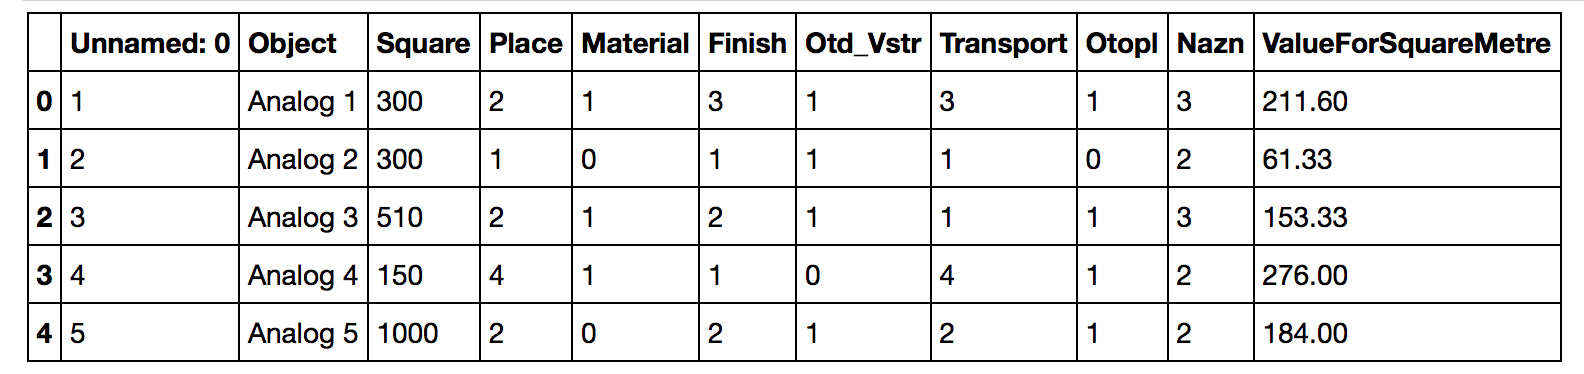 Unnamed: 0 Object Square Place Material Finish Otd_Vstr Transport Otopl Nazn ValueForSquareMetre
0 1 Analog 1 300 2 1 3 1 3 1 3 211.60
1 2 Analog 2 300 1 0 1 1 1 0 2 61.33
2 3 Analog 3 510 2 1 2 1 1 1 3 153.33
3 4 Analog 4 150 4 1 1 0 4 1 2 276.00
4 5 Analog 5 1000 2 0 2 1 2 1 2 184.00